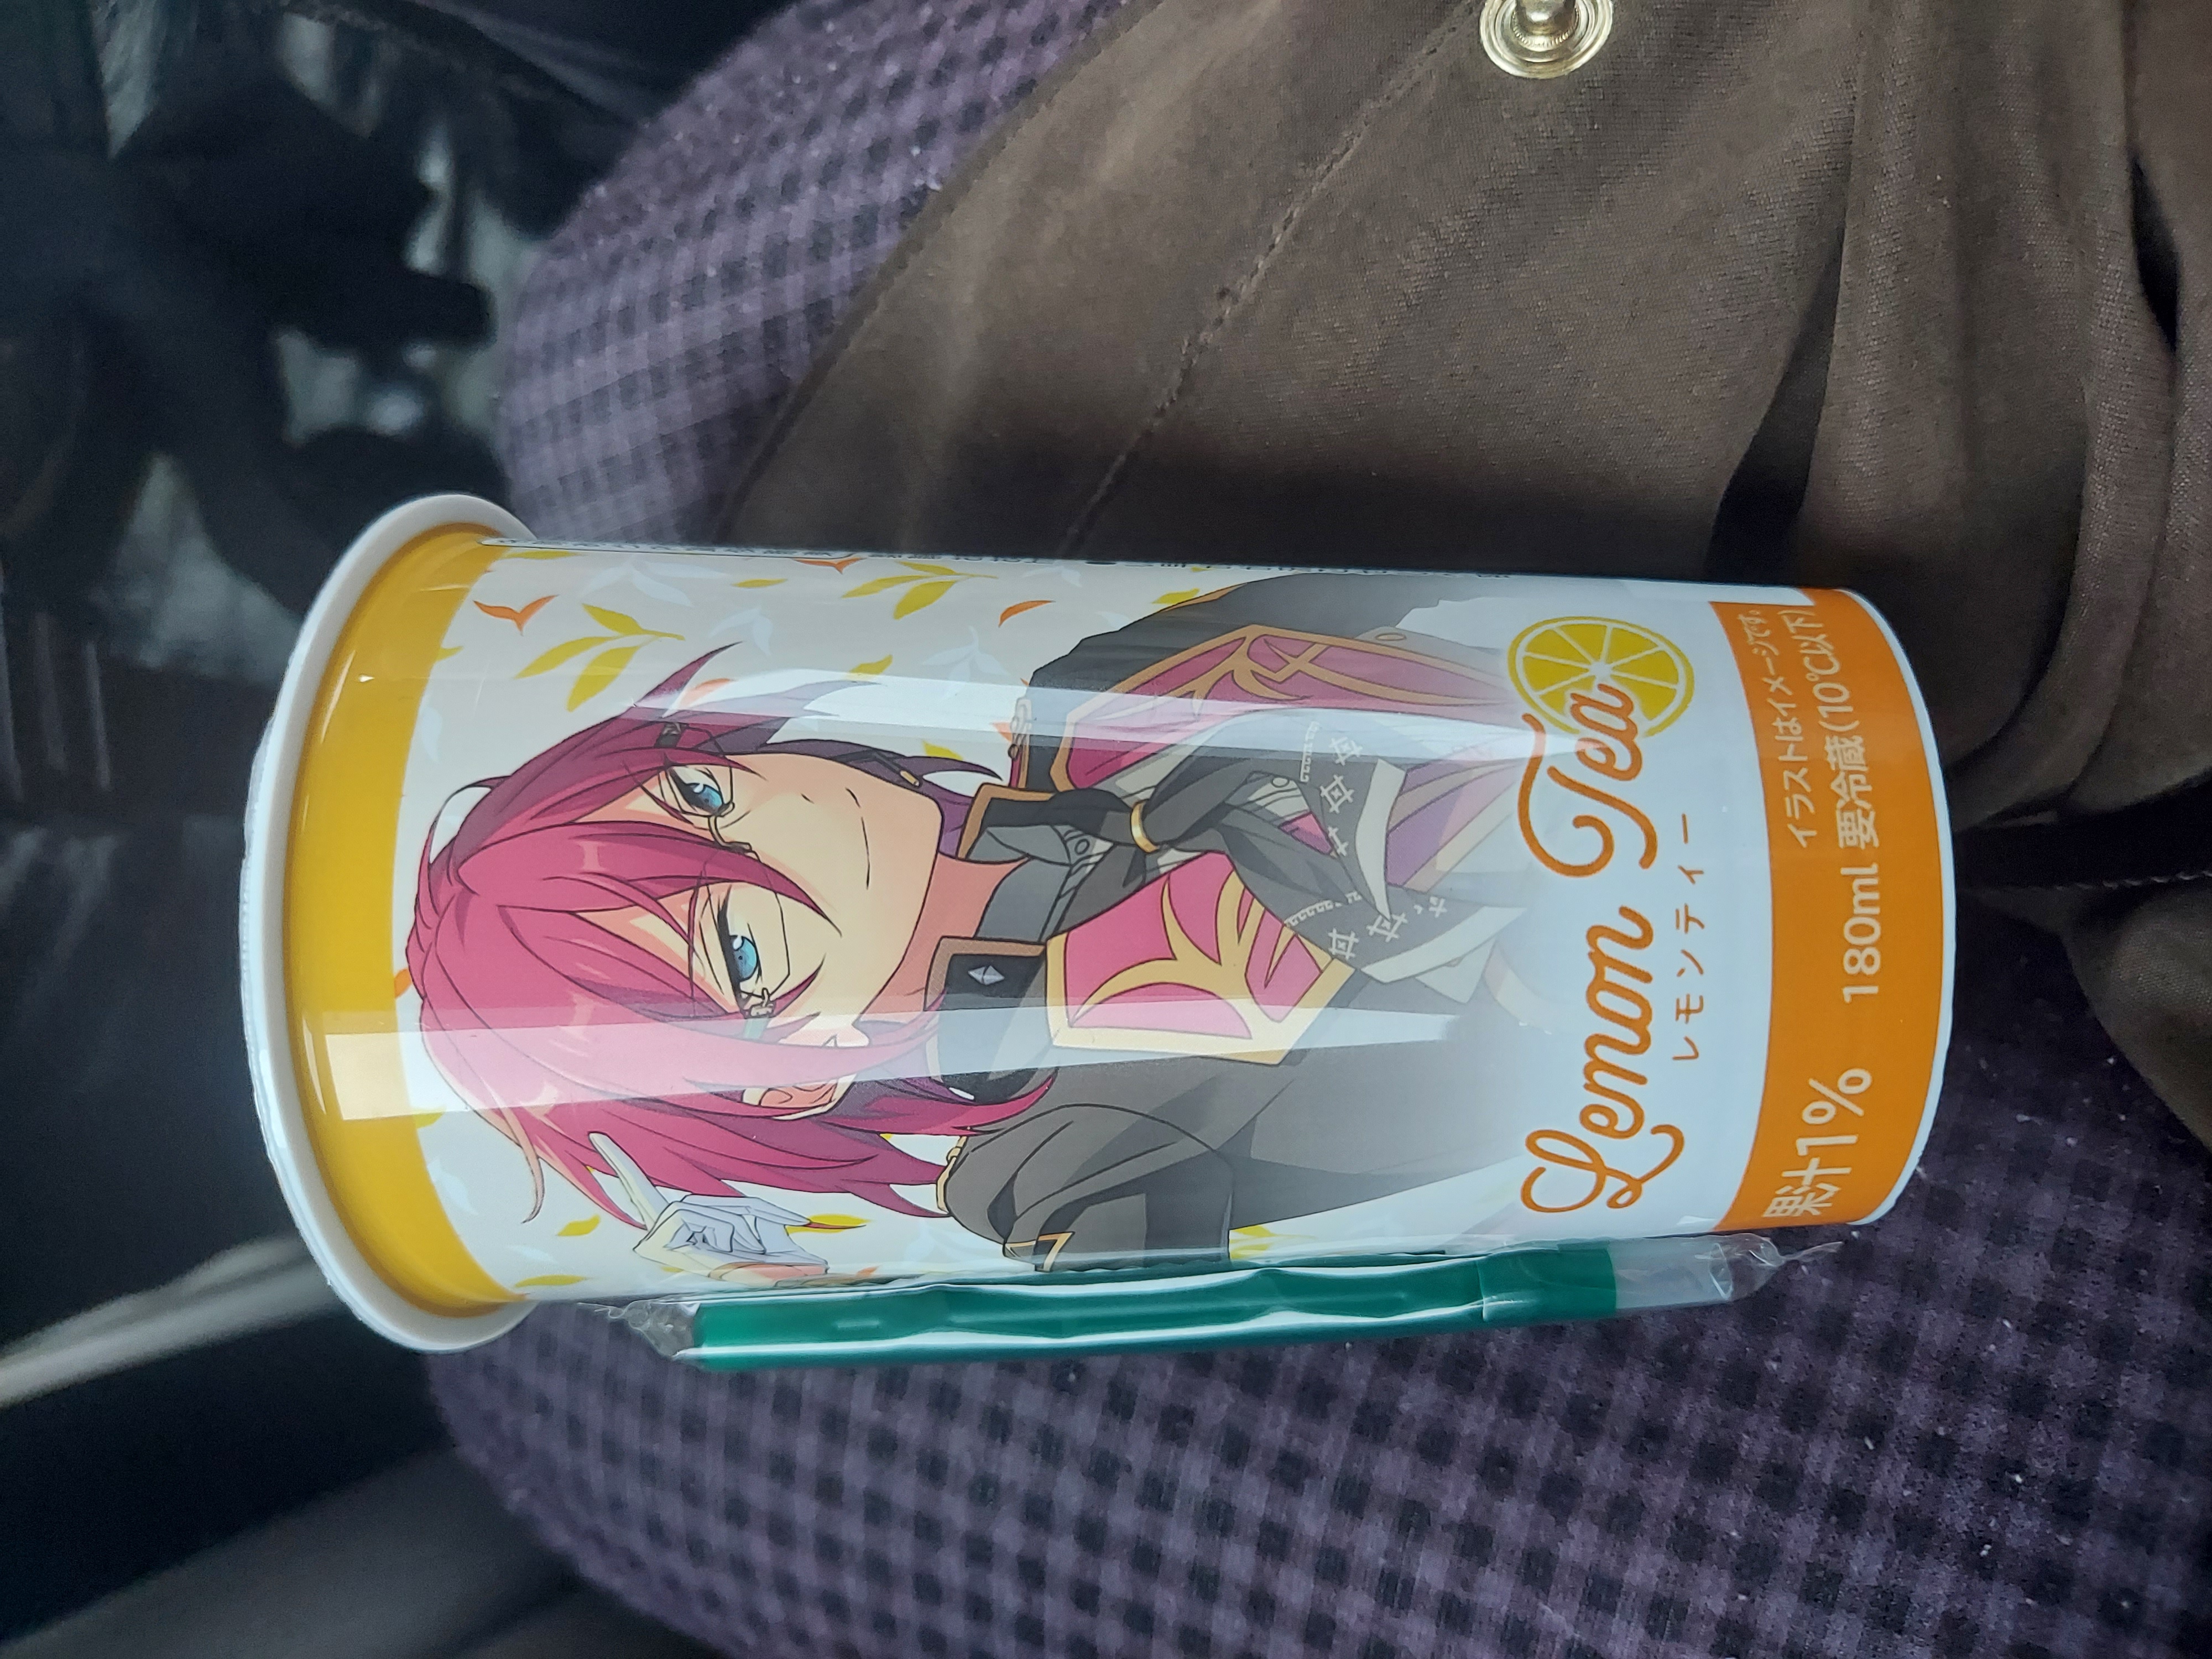 Lemon Tea
レモンティー
イラストはイメージです。
果汁1% 180ml 要冷蔵(10℃以下)